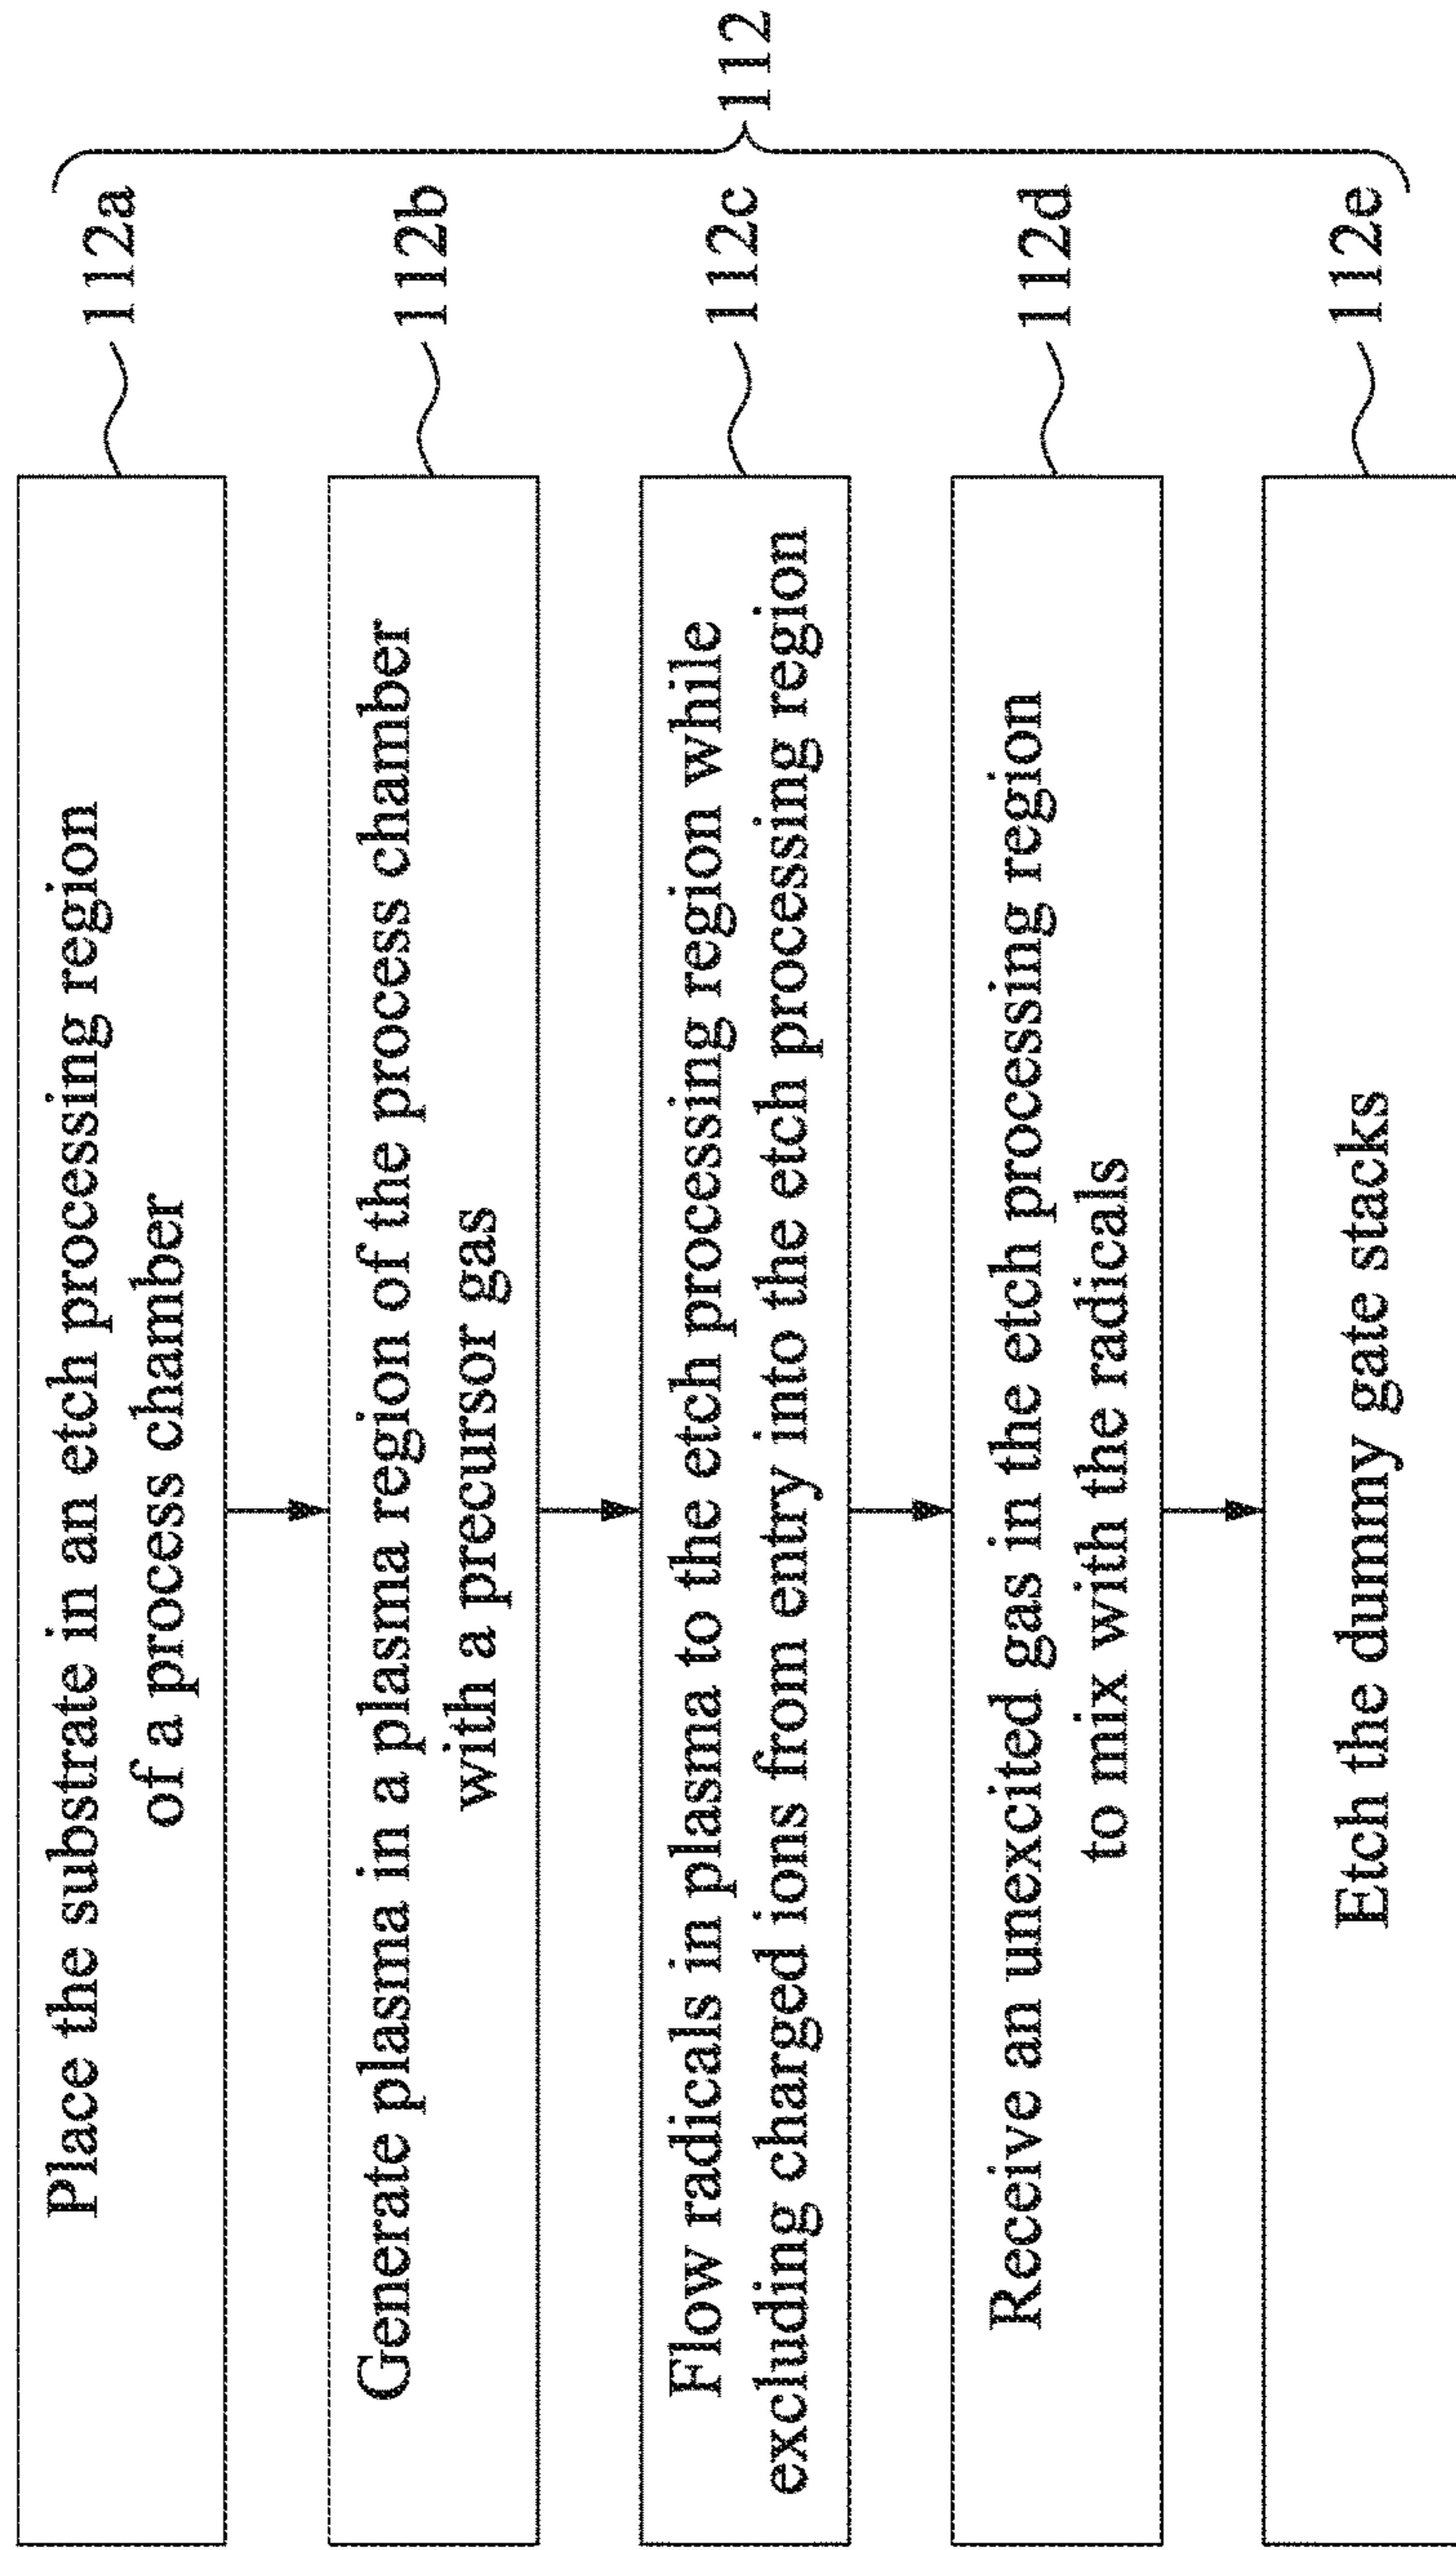 Place the substrate in an etch processing region
of a process chamber
112a
Generate plasma in a plasma region of the process chamber
with a precursor gas
112b
Flow radicals in plasma to the etch processing region while
excluding charged ions from entry into the etch processing region
112c
Receive an unexcited gas in the etch processing region
to mix with the radicals
112d
Etch the dummy gate stacks
112e
112